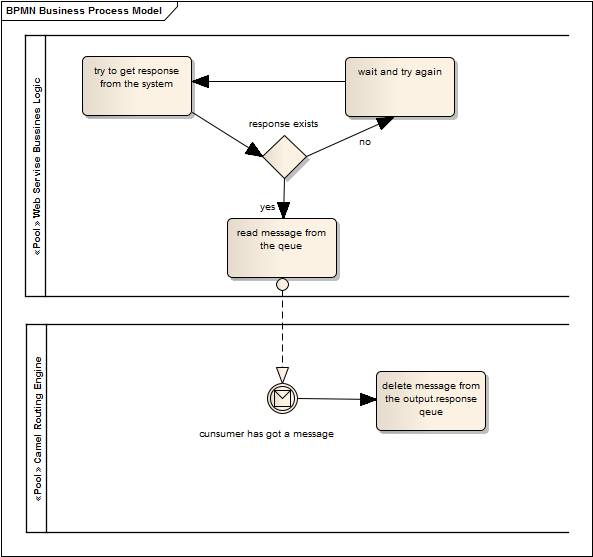 BPMN Business Process Model
«Pool» Web Servise Bussines Logic
try to get response
from the system
wait and try again
response exists
no
yes
read message from
the qeue
«Pool» Camel Routing Engine
delete message from
the output.response
qeue
cunsumer has got a message